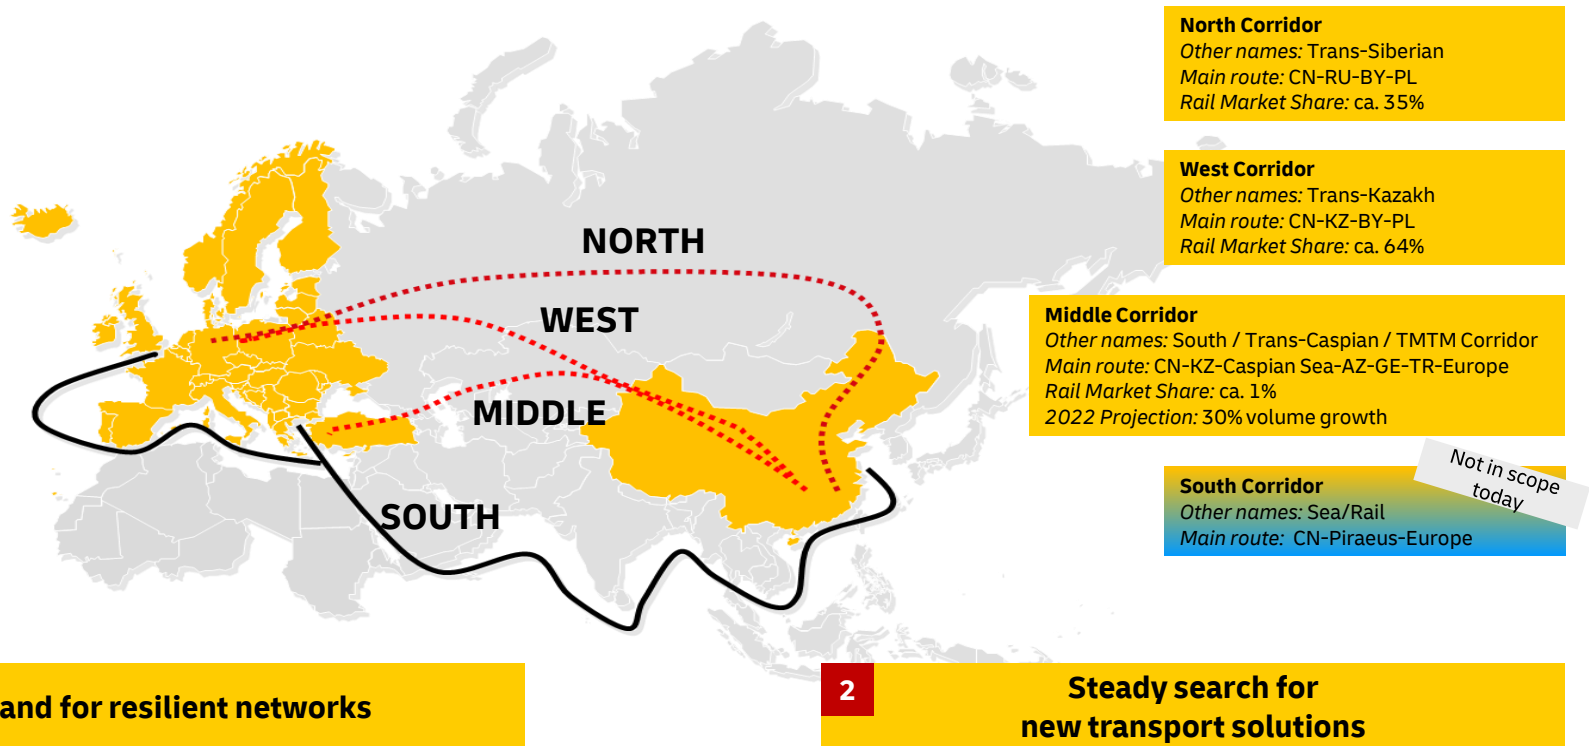 North Corridor
Other names: Trans-Siberian
Main route: CN-RU-BY-PL
Rail Market Share: ca. 35%
West Corridor
Other names: Trans-Kazakh
Main route: CN-KZ-BY-PL
Rail Market Share: ca. 64%
NORTH
WEST
MIDDLE
SOUTH
Middle Corridor
Other names: South / Trans-Caspian / TMTM Corridor
Main route: CN-KZ-Caspian Sea-AZ-GE-TR-Europe
Rail Market Share: ca. 1%
2022 Projection: 30% volume growth
Not in scope
today
South Corridor
Other names: Sea/Rail
Main route: CN-Piraeus-Europe
and for resilient networks
2
Steady search for
new transport solutions